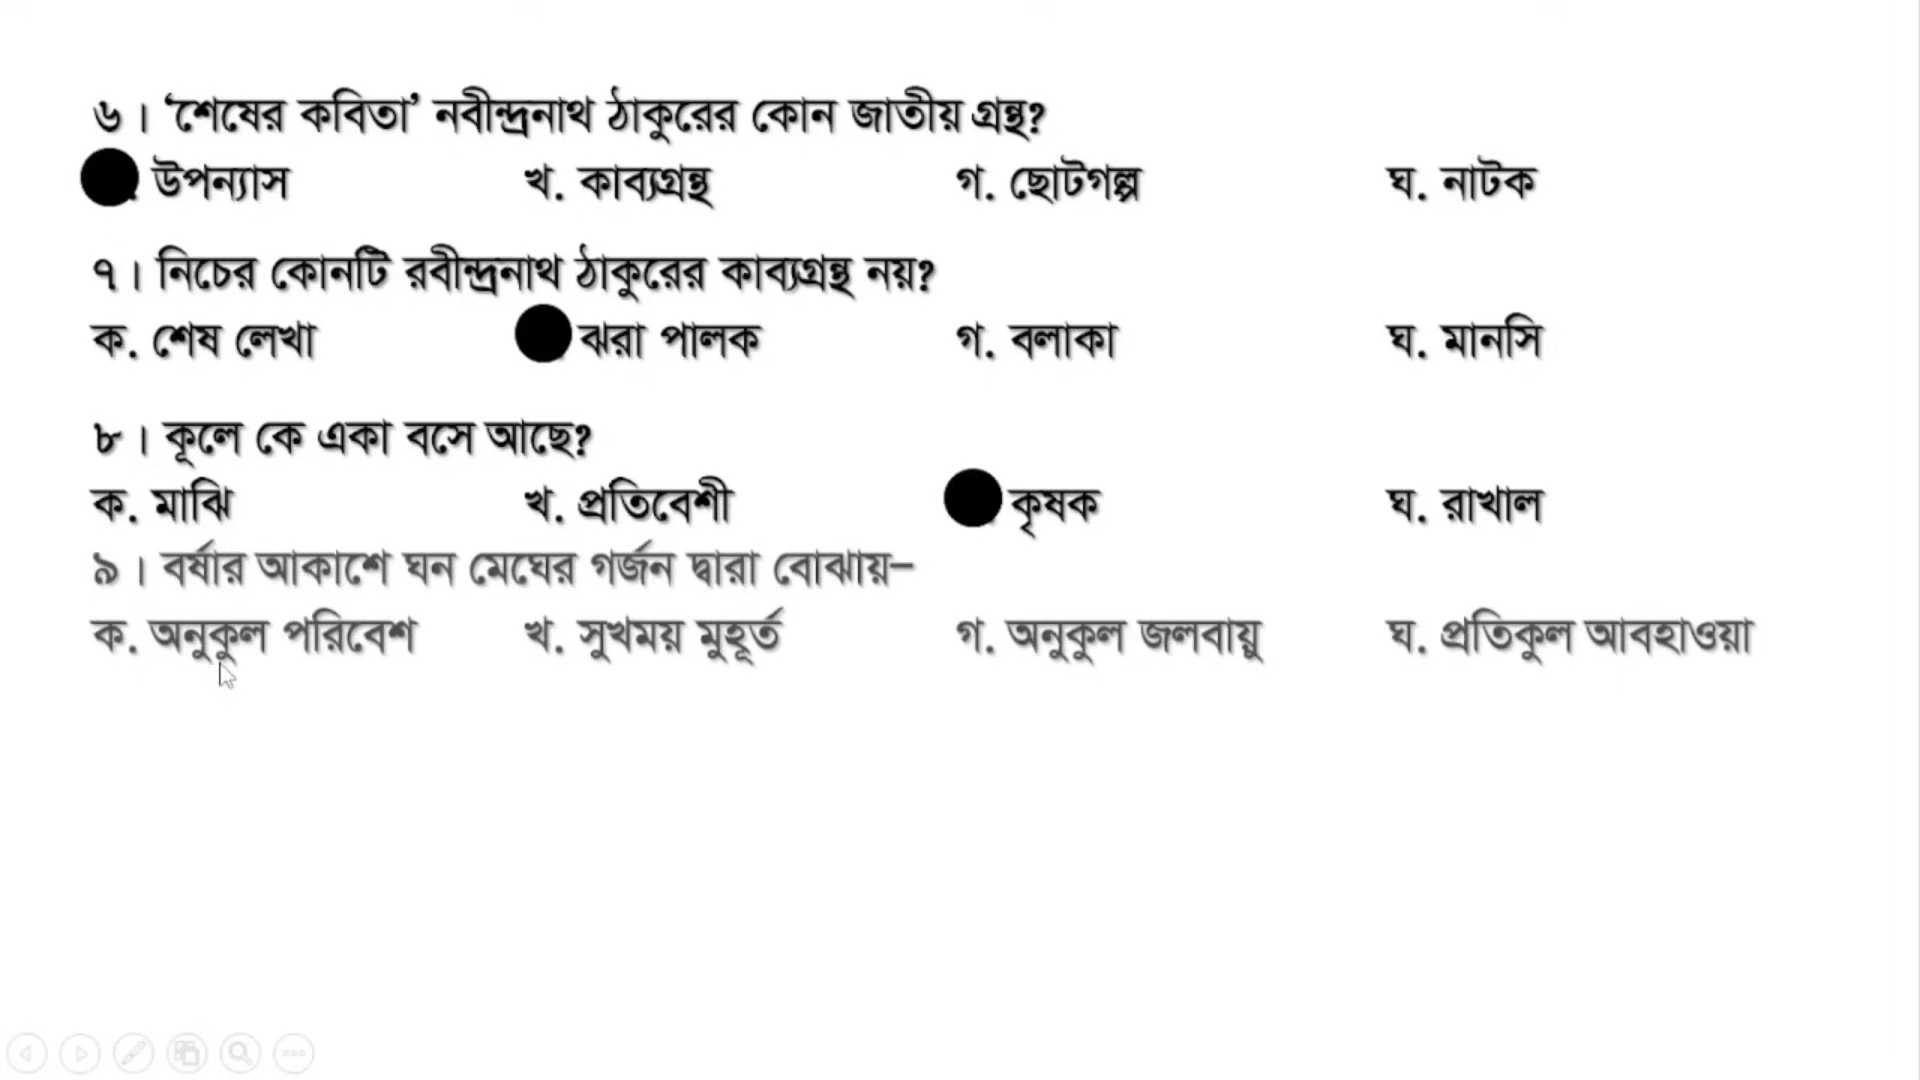 ৬। ‘শেষের কবিতা’ নবীন্দ্রনাথ ঠাকুরের কোন জাতীয় গ্রন্থ?
উপন্যাস খ. কাব্যগ্রন্থ গ. ছোটগল্প ঘ. নাটক
৭। নিচের কোনটি রবীন্দ্রনাথ ঠাকুরের কাব্যগ্রন্থ নয়?
ক. শেষ লেখা ঝরা পালক গ. বলাকা ঘ. মানসি
৮। কূলে কে একা বসে আছে?
ক. মাঝি খ. প্রতিবেশী কৃষক ঘ. রাখাল
৯। বর্ষার আকাশে ঘন মেঘের গর্জন দ্বারা বোঝায়–
ক. অনুকুল পরিবেশ খ. সুখময় মুহূর্ত গ. অনুকুল জলবায়ু ঘ. প্রতিকুল আবহাওয়া